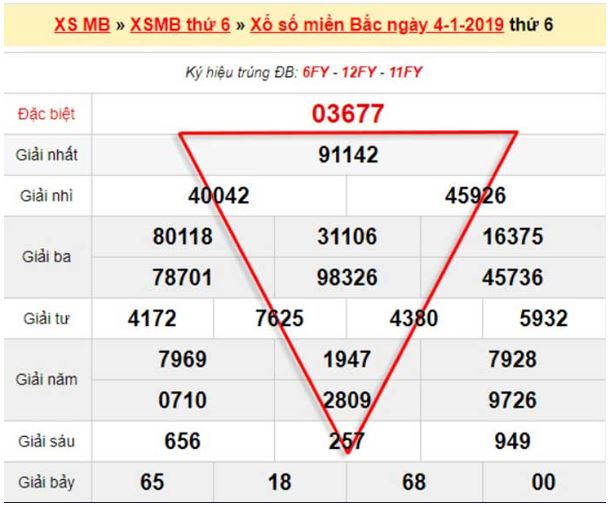 XS MB » XSMB thứ 6 » Xổ số miền Bắc ngày 4-1-2019 thứ 6
Ký hiệu trúng ĐB: 6FY - 12FY - 11FY
Đặc biệt 03677
Giải nhất 91142
Giải nhì 40042 45926
Giải ba 80118 31106 16375
78701 98326 45736
Giải tư 4172 7625 4380 5932
Giải năm 7969 1947 7928
0710 2809 9726
Giải sáu 656 257 949
Giải bảy 65 18 68 00